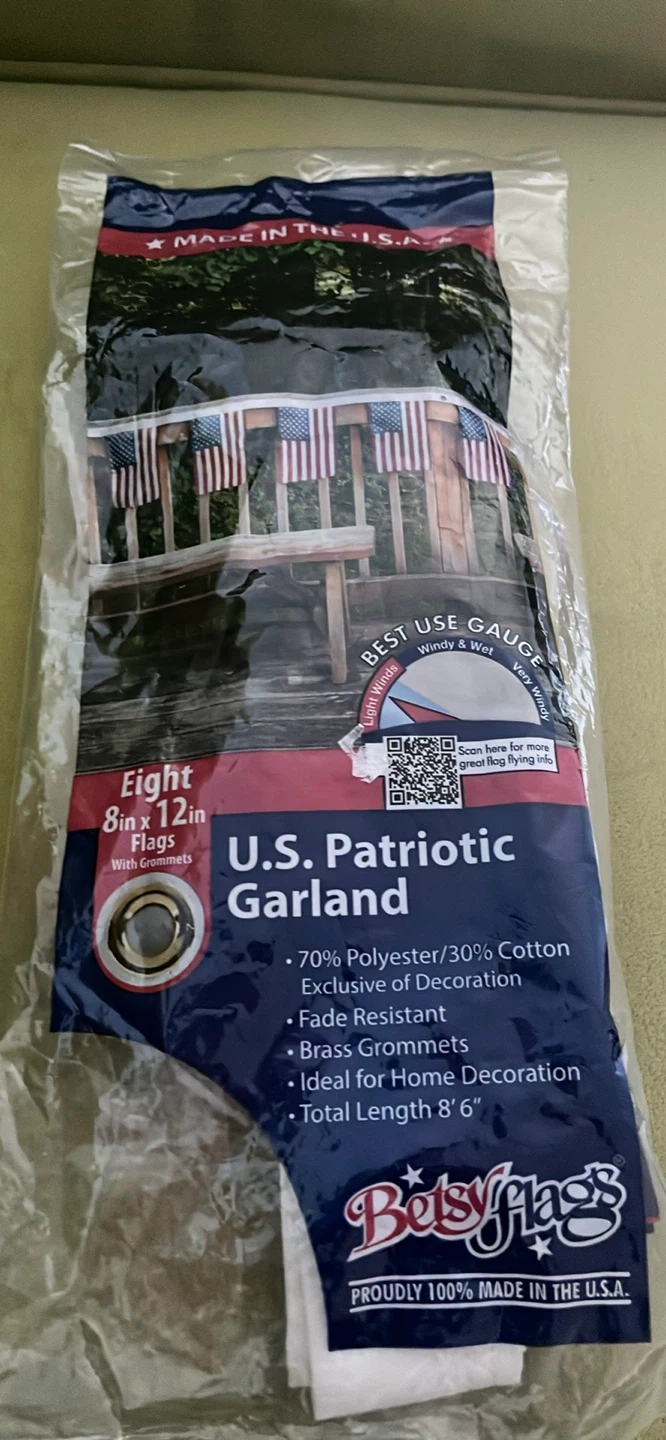 ★ MADE IN THE U.S.A. ★
BEST USE GAUGE
Light Winds
Windy & Wet
Very Windy
Scan here for more
great flag flying info
Eight
8in x 12in
Flags
With Grommets
U.S. Patriotic
Garland
• 70% Polyester/30% Cotton
Exclusive of Decoration
• Fade Resistant
• Brass Grommets
• Ideal for Home Decoration
• Total Length 8' 6"
Betsy flags®
PROUDLY 100% MADE IN THE U.S.A.